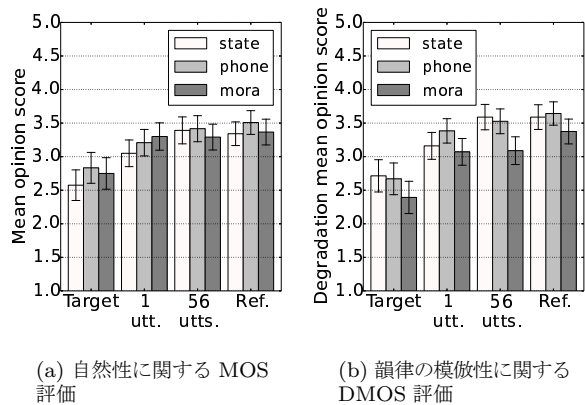 Mean opinion score
5.0
4.5
4.0
3.5
3.0
2.5
2.0
1.5
1.0
state
phone
mora
Target
1 utt.
56 utts.
Ref.
(a) 自然性に関する MOS
評価
Degradation mean opinion score
5.0
4.5
4.0
3.5
3.0
2.5
2.0
1.5
1.0
state
phone
mora
Target
1 utt.
56 utts.
Ref.
(b) 韻律の模倣性に関する
DMOS 評価